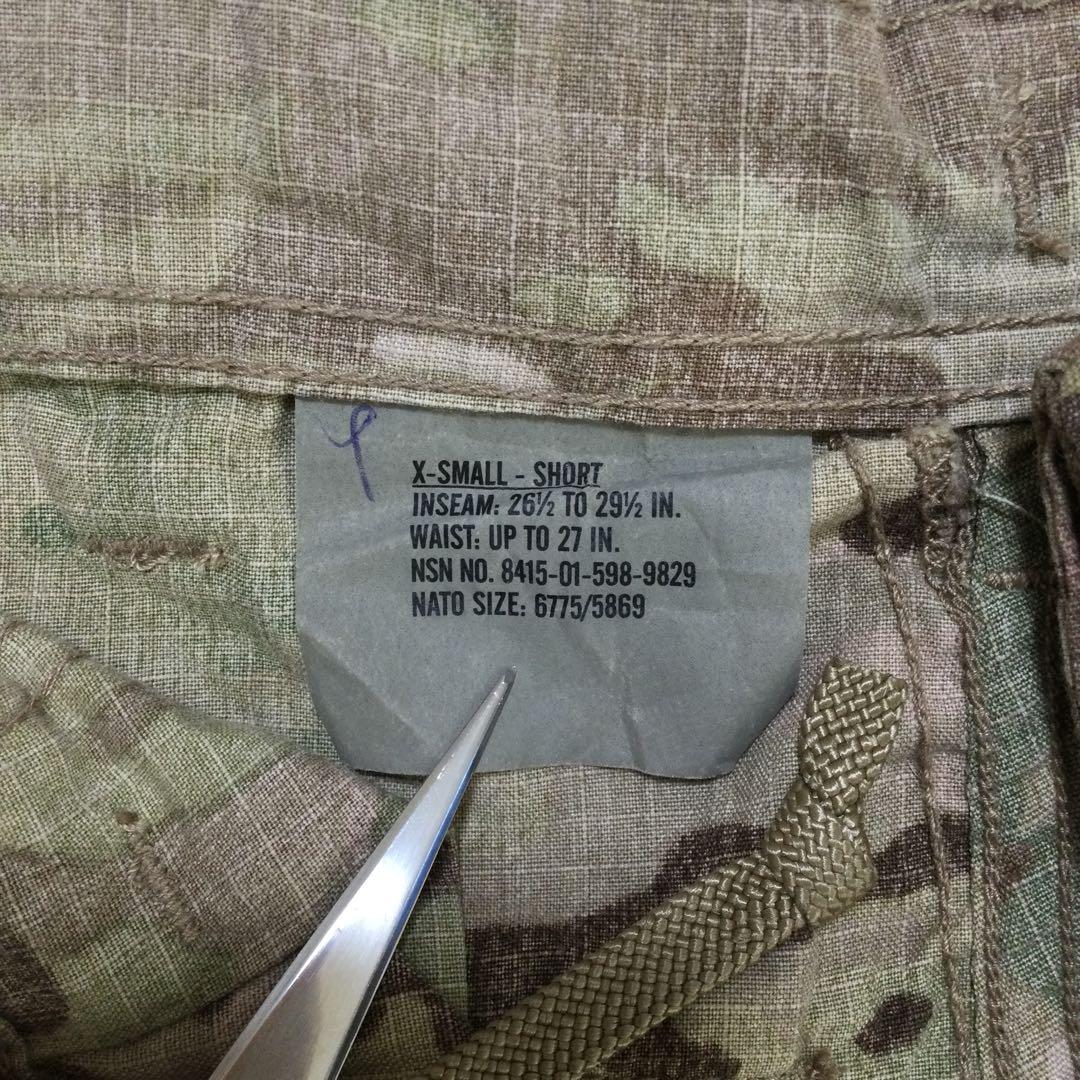 X-SMALL - SHORT
INSEAM: 26½ TO 29½ IN.
WAIST: UP TO 27 IN.
NSN NO. 8415-01-598-9829
NATO SIZE: 6775/5869